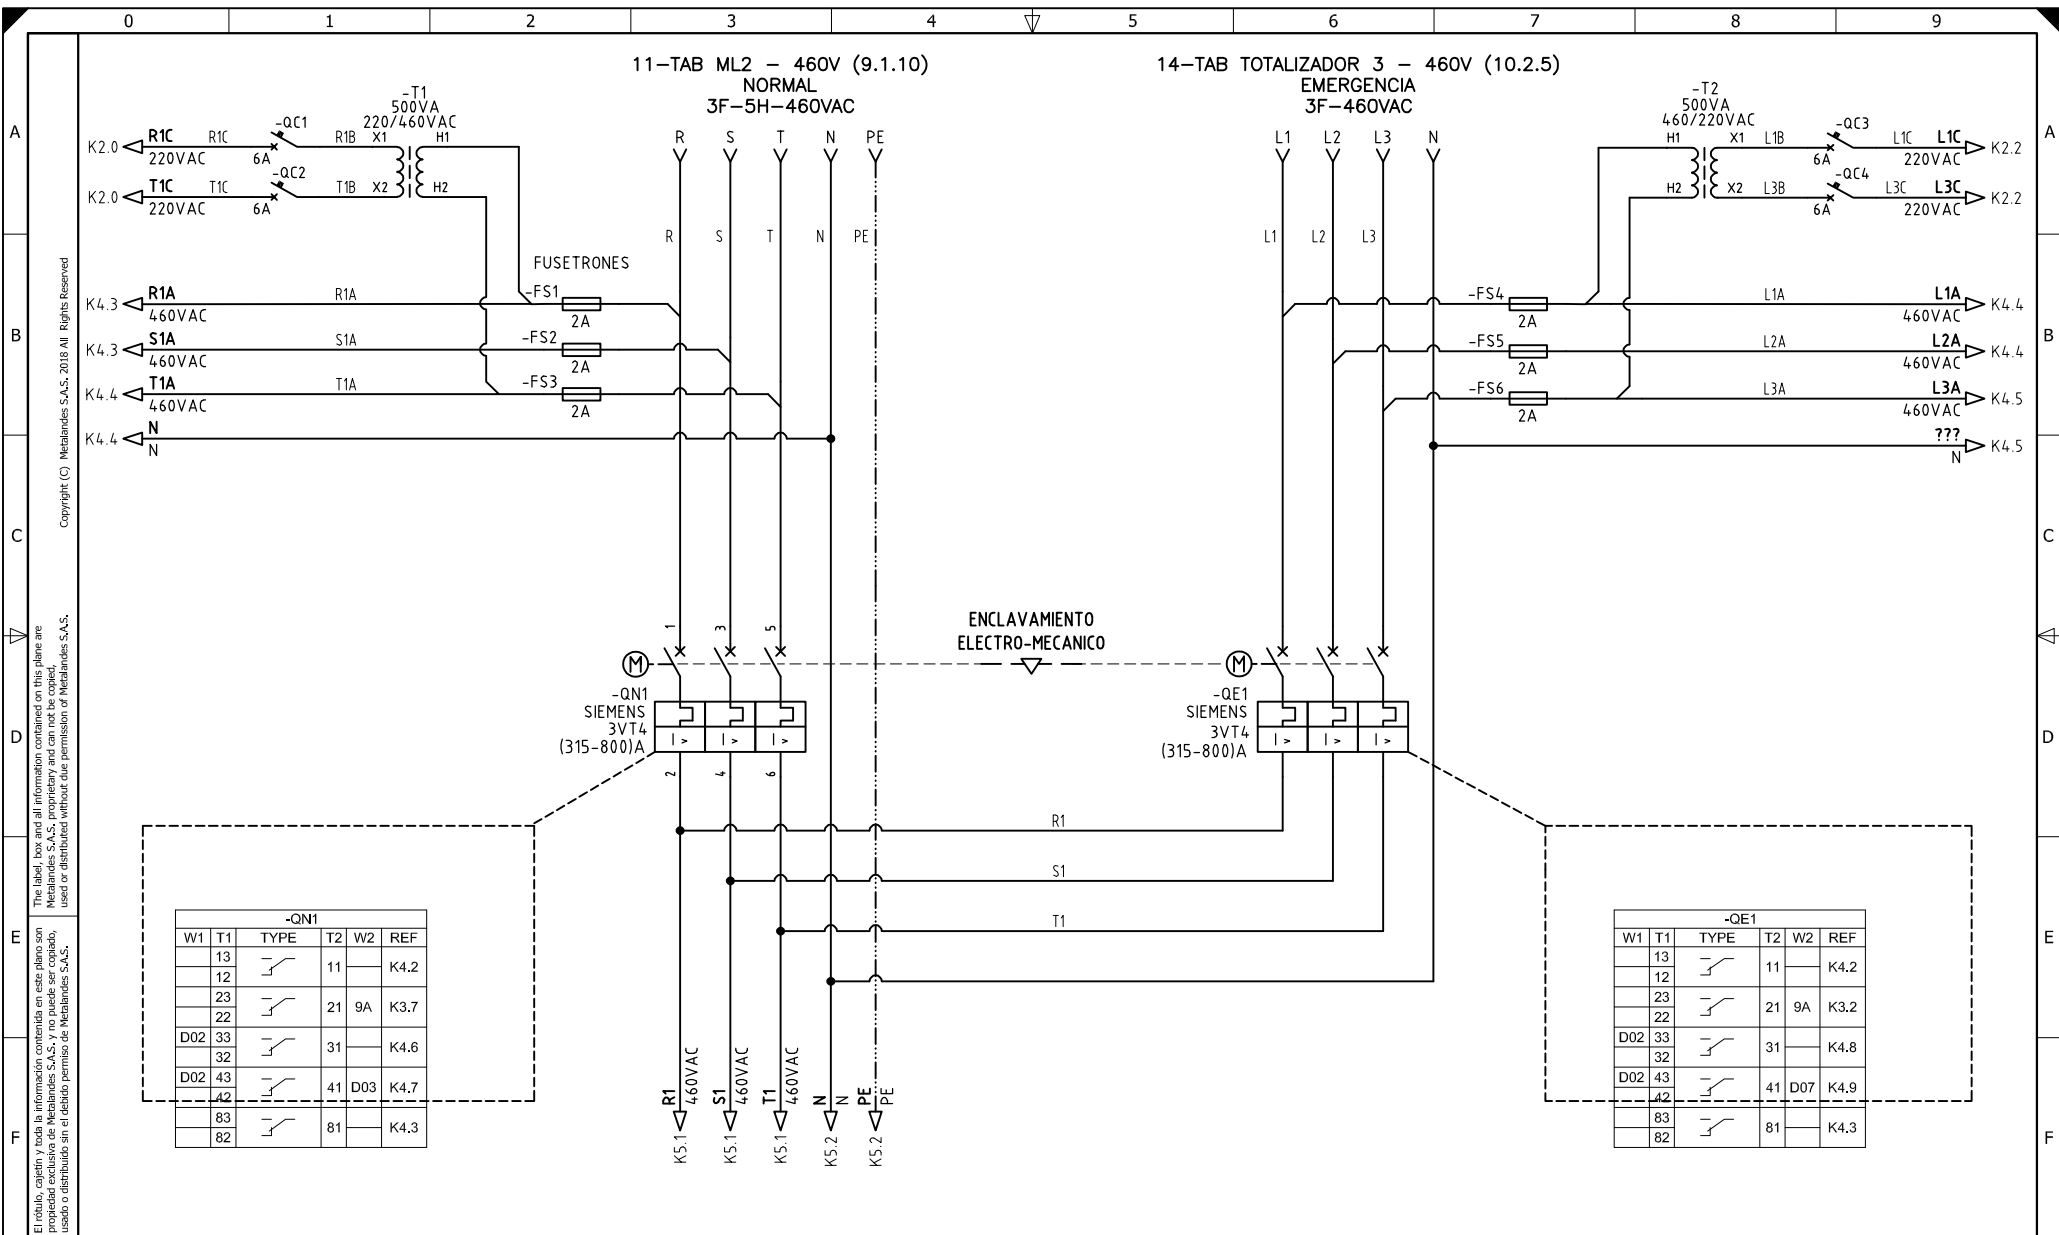 0 1 2 3 4 5 6 7 8 9
11-TAB ML2 - 460V (9.1.10)
NORMAL
3F-5H-460VAC
14-TAB TOTALIZADOR 3 - 460V (10.2.5)
EMERGENCIA
3F-460VAC
A
A
-T1
500VA
220/460VAC
K2.0 R1C R1C -QC1 R1B X1 H1
220VAC 6A
K2.0 T1C T1C -QC2 T1B X2 H2
220VAC 6A
R S T N PE
L1 L2 L3 N
-T2
500VA
460/220VAC
H1 X1 L1B -QC3 L1C L1C K2.2
6A 220VAC
H2 X2 L3B -QC4 L3C L3C K2.2
6A 220VAC
R S T N PE
L1 L2 L3
FUSETRONES
B
B
K4.3 R1A R1A -FS1
460VAC 2A
K4.3 S1A S1A -FS2
460VAC 2A
K4.4 T1A T1A -FS3
460VAC 2A
K4.4 N
N
-FS4 L1A L1A K4.4
2A 460VAC
-FS5 L2A L2A K4.4
2A 460VAC
-FS6 L3A L3A K4.5
2A 460VAC
??? K4.5
N
C
C
ENCLAVAMIENTO
ELECTRO-MECANICO
1 3 5
M
M
-QN1
SIEMENS
3VT4
(315-800)A
I > I > I >
2 4 6
-QE1
SIEMENS
3VT4
(315-800)A
I > I > I >
D
D
R1
S1
T1
E
E
-QN1
W1 T1 TYPE T2 W2 REF
13 11 K4.2
12
23 21 9A K3.7
22
D02 33 31 K4.6
32
D02 43 41 D03 K4.7
42
83 81 K4.3
82
-QE1
W1 T1 TYPE T2 W2 REF
13 11 K4.2
12
23 21 9A K3.2
22
D02 33 31 K4.8
32
D02 43 41 D07 K4.9
42
83 81 K4.3
82
R1 460VAC K5.1
S1 460VAC K5.1
T1 460VAC K5.1
N N K5.2
PE PE K5.2
F
F
Copyright (C) Metalandes S.A.S. 2018 All Rights Reserved
The label, box and all information contained on this plane are
Metalandes S.A.S. proprietary and can not be copied,
used or distributed without due permission of Metalandes S.A.S.
El rótulo, cajetín y toda la información contenida en este plano son
propiedad exclusiva de Metalandes S.A.S. y no puede ser copiado,
usado o distribuido sin el debido permiso de Metalandes S.A.S.